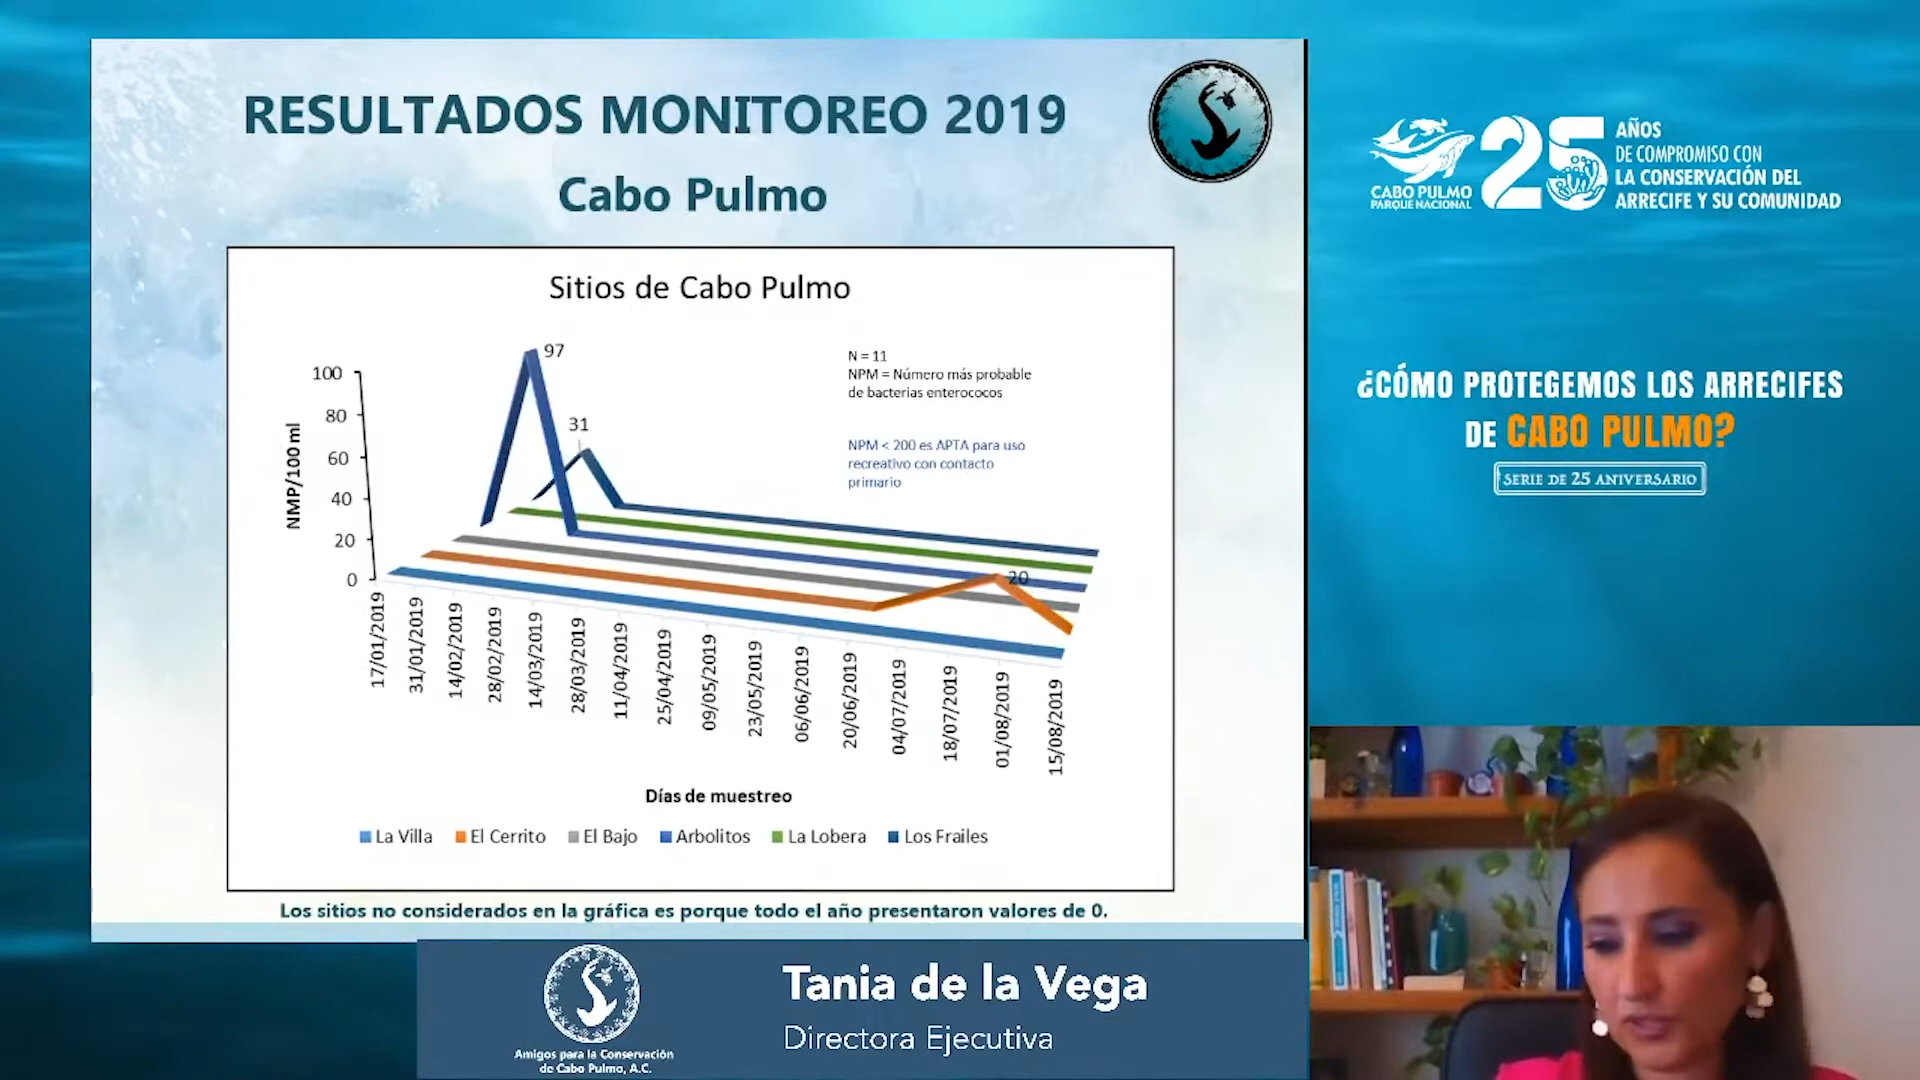 RESULTADOS MONITOREO 2019
Cabo Pulmo
Sitios de Cabo Pulmo
97
31
20
N = 11
NPM = Número más probable
de bacterias enterococos
NPM < 200 es APTA para uso
recreativo con contacto
primario
NMP/100 ml
100
80
60
40
20
0
17/01/2019
31/01/2019
14/02/2019
28/02/2019
14/03/2019
28/03/2019
11/04/2019
25/04/2019
09/05/2019
23/05/2019
06/06/2019
20/06/2019
04/07/2019
18/07/2019
01/08/2019
15/08/2019
Días de muestreo
La Villa El Cerrito El Bajo Arbolitos La Lobera Los Frailes
Los sitios no considerados en la gráfica es porque todo el año presentaron valores de 0.
CABO PULMO
PARQUE NACIONAL
25
AÑOS
DE COMPROMISO CON
LA CONSERVACIÓN DEL
ARRECIFE Y SU COMUNIDAD
¿CÓMO PROTEGEMOS LOS ARRECIFES
DE CABO PULMO?
SERIE DE 25 ANIVERSARIO
Amigos para la Conservación
de Cabo Pulmo, A.C.
Tania de la Vega
Directora Ejecutiva